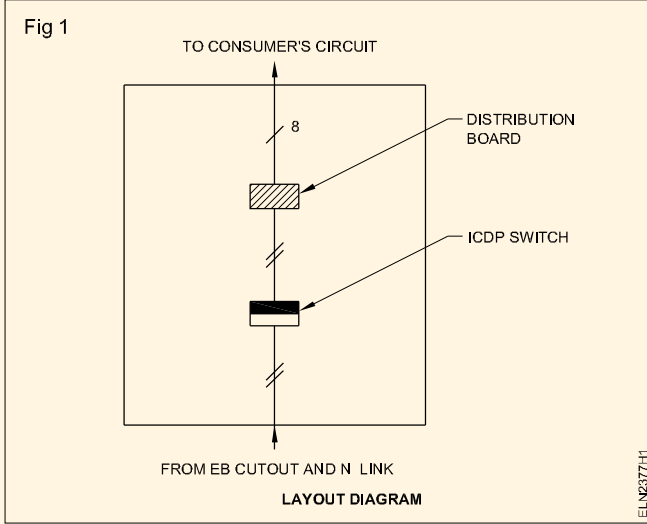 Fig 1
TO CONSUMER'S CIRCUIT
8
DISTRIBUTION
BOARD
ICDP SWITCH
FROM EB CUTOUT AND N LINK
LAYOUT DIAGRAM
ELN2377H1